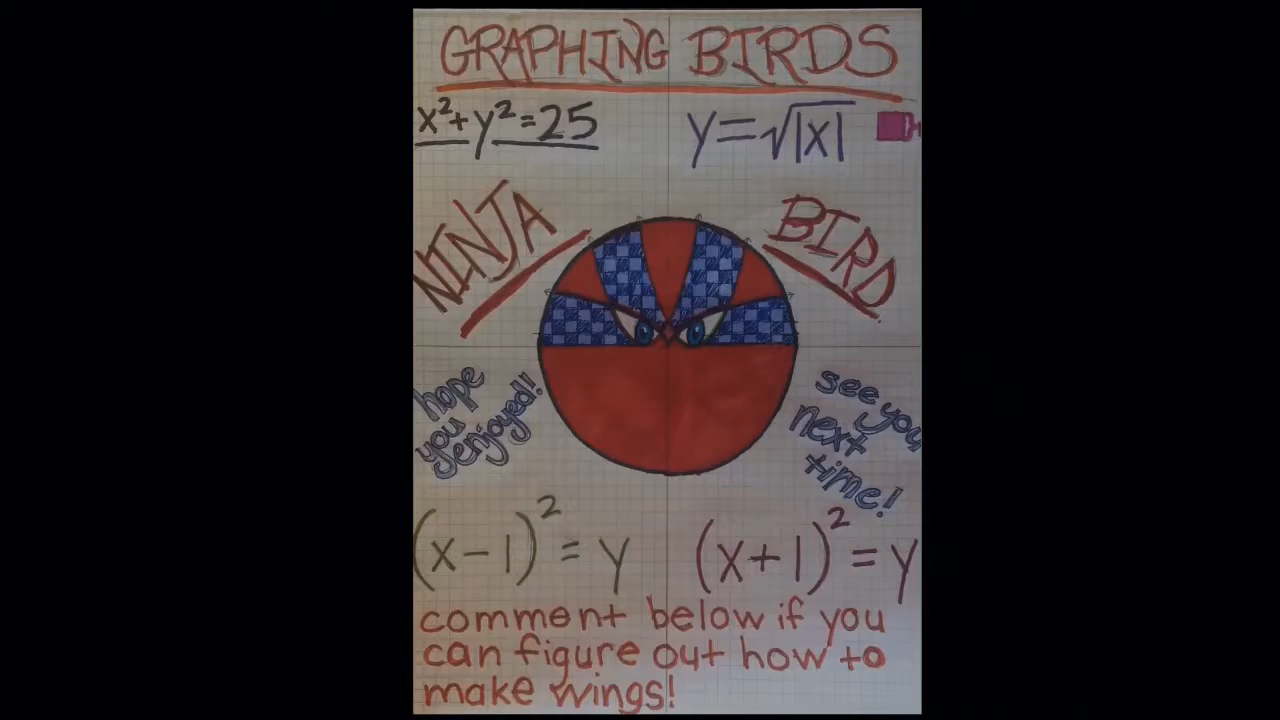 GRAPHING BIRDS
x²+y²=25
y=√|x|
NINJA
BIRD
hope
you
enjoyed!
see you
next
time!
(x-1)²=y
(x+1)²=y
comment below if you
can figure out how to
make wings!